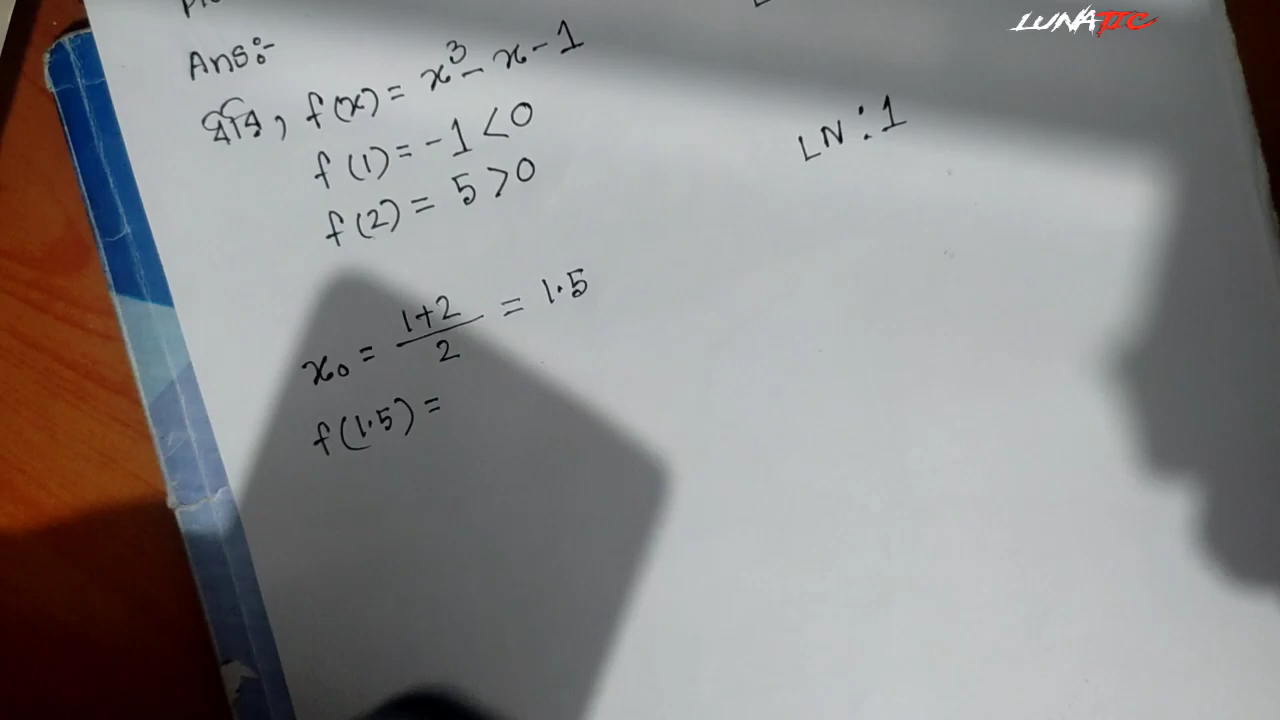 LUNATIC
Ans:-
ধরি, f(x) = x³ - x - 1
f(1) = -1 < 0
f(2) = 5 > 0
LN : 1
x₀ = (1+2)/2 = 1.5
f(1.5) =